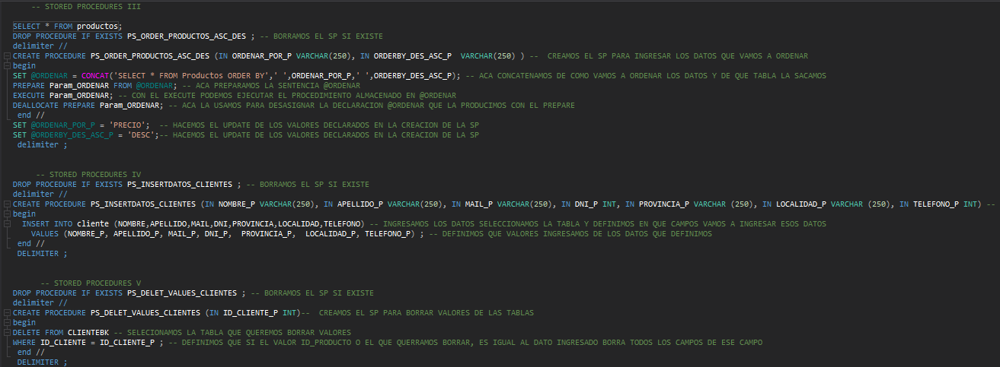 -- STORED PROCEDURES III
SELECT * FROM productos;
DROP PROCEDURE IF EXISTS PS_ORDER_PRODUCTOS_ASC_DES ; -- BORRAMOS EL SP SI EXISTE
delimiter //
CREATE PROCEDURE PS_ORDER_PRODUCTOS_ASC_DES (IN ORDENAR_POR_P VARCHAR(250), IN ORDERBY_DES_ASC_P  VARCHAR(250) ) --  CREAMOS EL SP PARA INGRESAR LOS DATOS QUE VAMOS A ORDENAR
begin
SET @ORDENAR = CONCAT('SELECT * FROM Productos ORDER BY',' ',ORDENAR_POR_P,' ',ORDERBY_DES_ASC_P); -- ACA CONCATENAMOS DE COMO VAMOS A ORDENAR LOS DATOS Y DE QUE TABLA LA SACAMOS
PREPARE Param_ORDENAR FROM @ORDENAR; -- ACA PREPARAMOS LA SENTENCIA @ORDENAR
EXECUTE Param_ORDENAR; -- CON EL EXECUTE PODEMOS EJECUTAR EL PROCEDIMIENTO ALMACENADO EN @ORDENAR
DEALLOCATE PREPARE Param_ORDENAR; -- ACA LA USAMOS PARA DESASIGNAR LA DECLARACION @ORDENAR QUE LA PRODUCIMOS CON EL PREPARE
end //
SET @ORDENAR_POR_P = 'PRECIO';  -- HACEMOS EL UPDATE DE LOS VALORES DECLARADOS EN LA CREACION DE LA SP
SET @ORDERBY_DES_ASC_P = 'DESC';-- HACEMOS EL UPDATE DE LOS VALORES DECLARADOS EN LA CREACION DE LA SP
delimiter ;
-- STORED PROCEDURES IV
DROP PROCEDURE IF EXISTS PS_INSERTDATOS_CLIENTES ; -- BORRAMOS EL SP SI EXISTE
delimiter //
CREATE PROCEDURE PS_INSERTDATOS_CLIENTES (IN NOMBRE_P VARCHAR(250), IN APELLIDO_P VARCHAR(250), IN MAIL_P VARCHAR(250), IN DNI_P INT, IN PROVINCIA_P VARCHAR (250), IN LOCALIDAD_P VARCHAR (250), IN TELEFONO_P INT) --
begin
INSERT INTO cliente (NOMBRE,APELLIDO,MAIL,DNI,PROVINCIA,LOCALIDAD,TELEFONO) -- INGRESAMOS LOS DATOS SELECCIONAMOS LA TABLA Y DEFINIMOS EN QUE CAMPOS VAMOS A INGRESAR ESOS DATOS
VALUES (NOMBRE_P, APELLIDO_P, MAIL_P, DNI_P,  PROVINCIA_P,  LOCALIDAD_P, TELEFONO_P) ; -- DEFINIMOS QUE VALORES INGRESAMOS DE LOS DATOS QUE DEFINIMOS
end //
DELIMITER ;
-- STORED PROCEDURES V
DROP PROCEDURE IF EXISTS PS_DELET_VALUES_CLIENTES ; -- BORRAMOS EL SP SI EXISTE
delimiter //
CREATE PROCEDURE PS_DELET_VALUES_CLIENTES (IN ID_CLIENTE_P INT)--  CREAMOS EL SP PARA BORRAR VALORES DE LAS TABLAS
begin
DELETE FROM CLIENTEBK -- SELECIONAMOS LA TABLA QUE QUEREMOS BORRAR VALORES
WHERE ID_CLIENTE = ID_CLIENTE_P ; -- DEFINIMOS QUE SI EL VALOR ID_PRODUCTO O EL QUE QUERRAMOS BORRAR, ES IGUAL AL DATO INGRESADO BORRA TODOS LOS CAMPOS DE ESE CAMPO
end //
DELIMITER ;